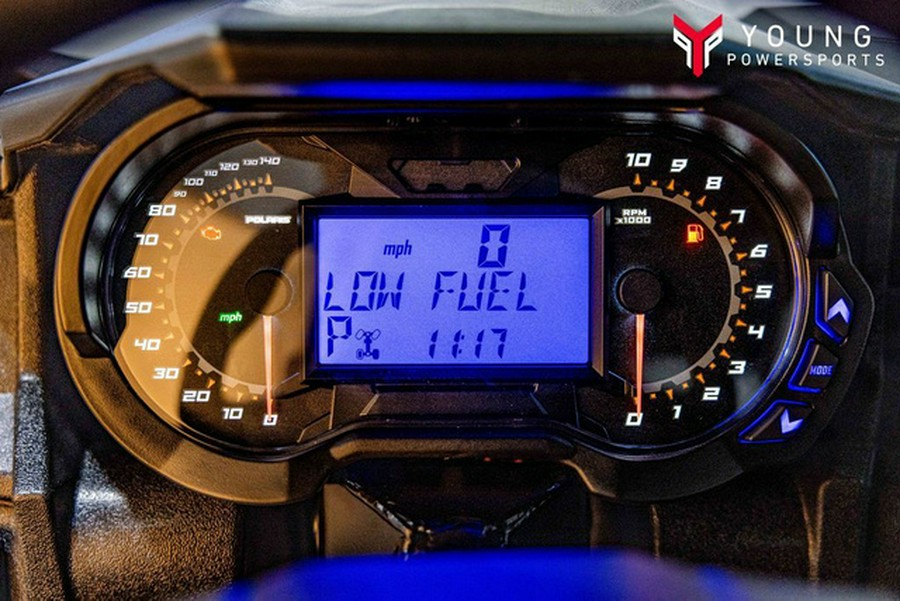 YOUNG
POWERSPORTS
0 10 20 30 40 50 60 70 80 90 100 110 120 130 140
POLARIS
mph
mph 0
LOW FUEL
P 11:17
RPM
x1000
0 1 2 3 4 5 6 7 8 9 10
MODE